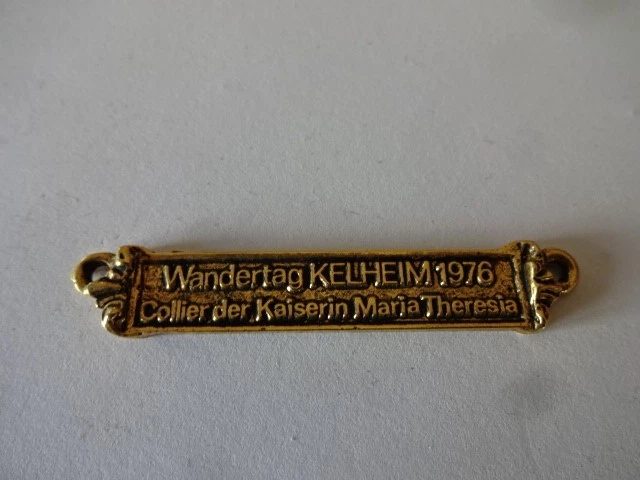 Wandertag KELHEIM 1976
Collier der Kaiserin Maria Theresia